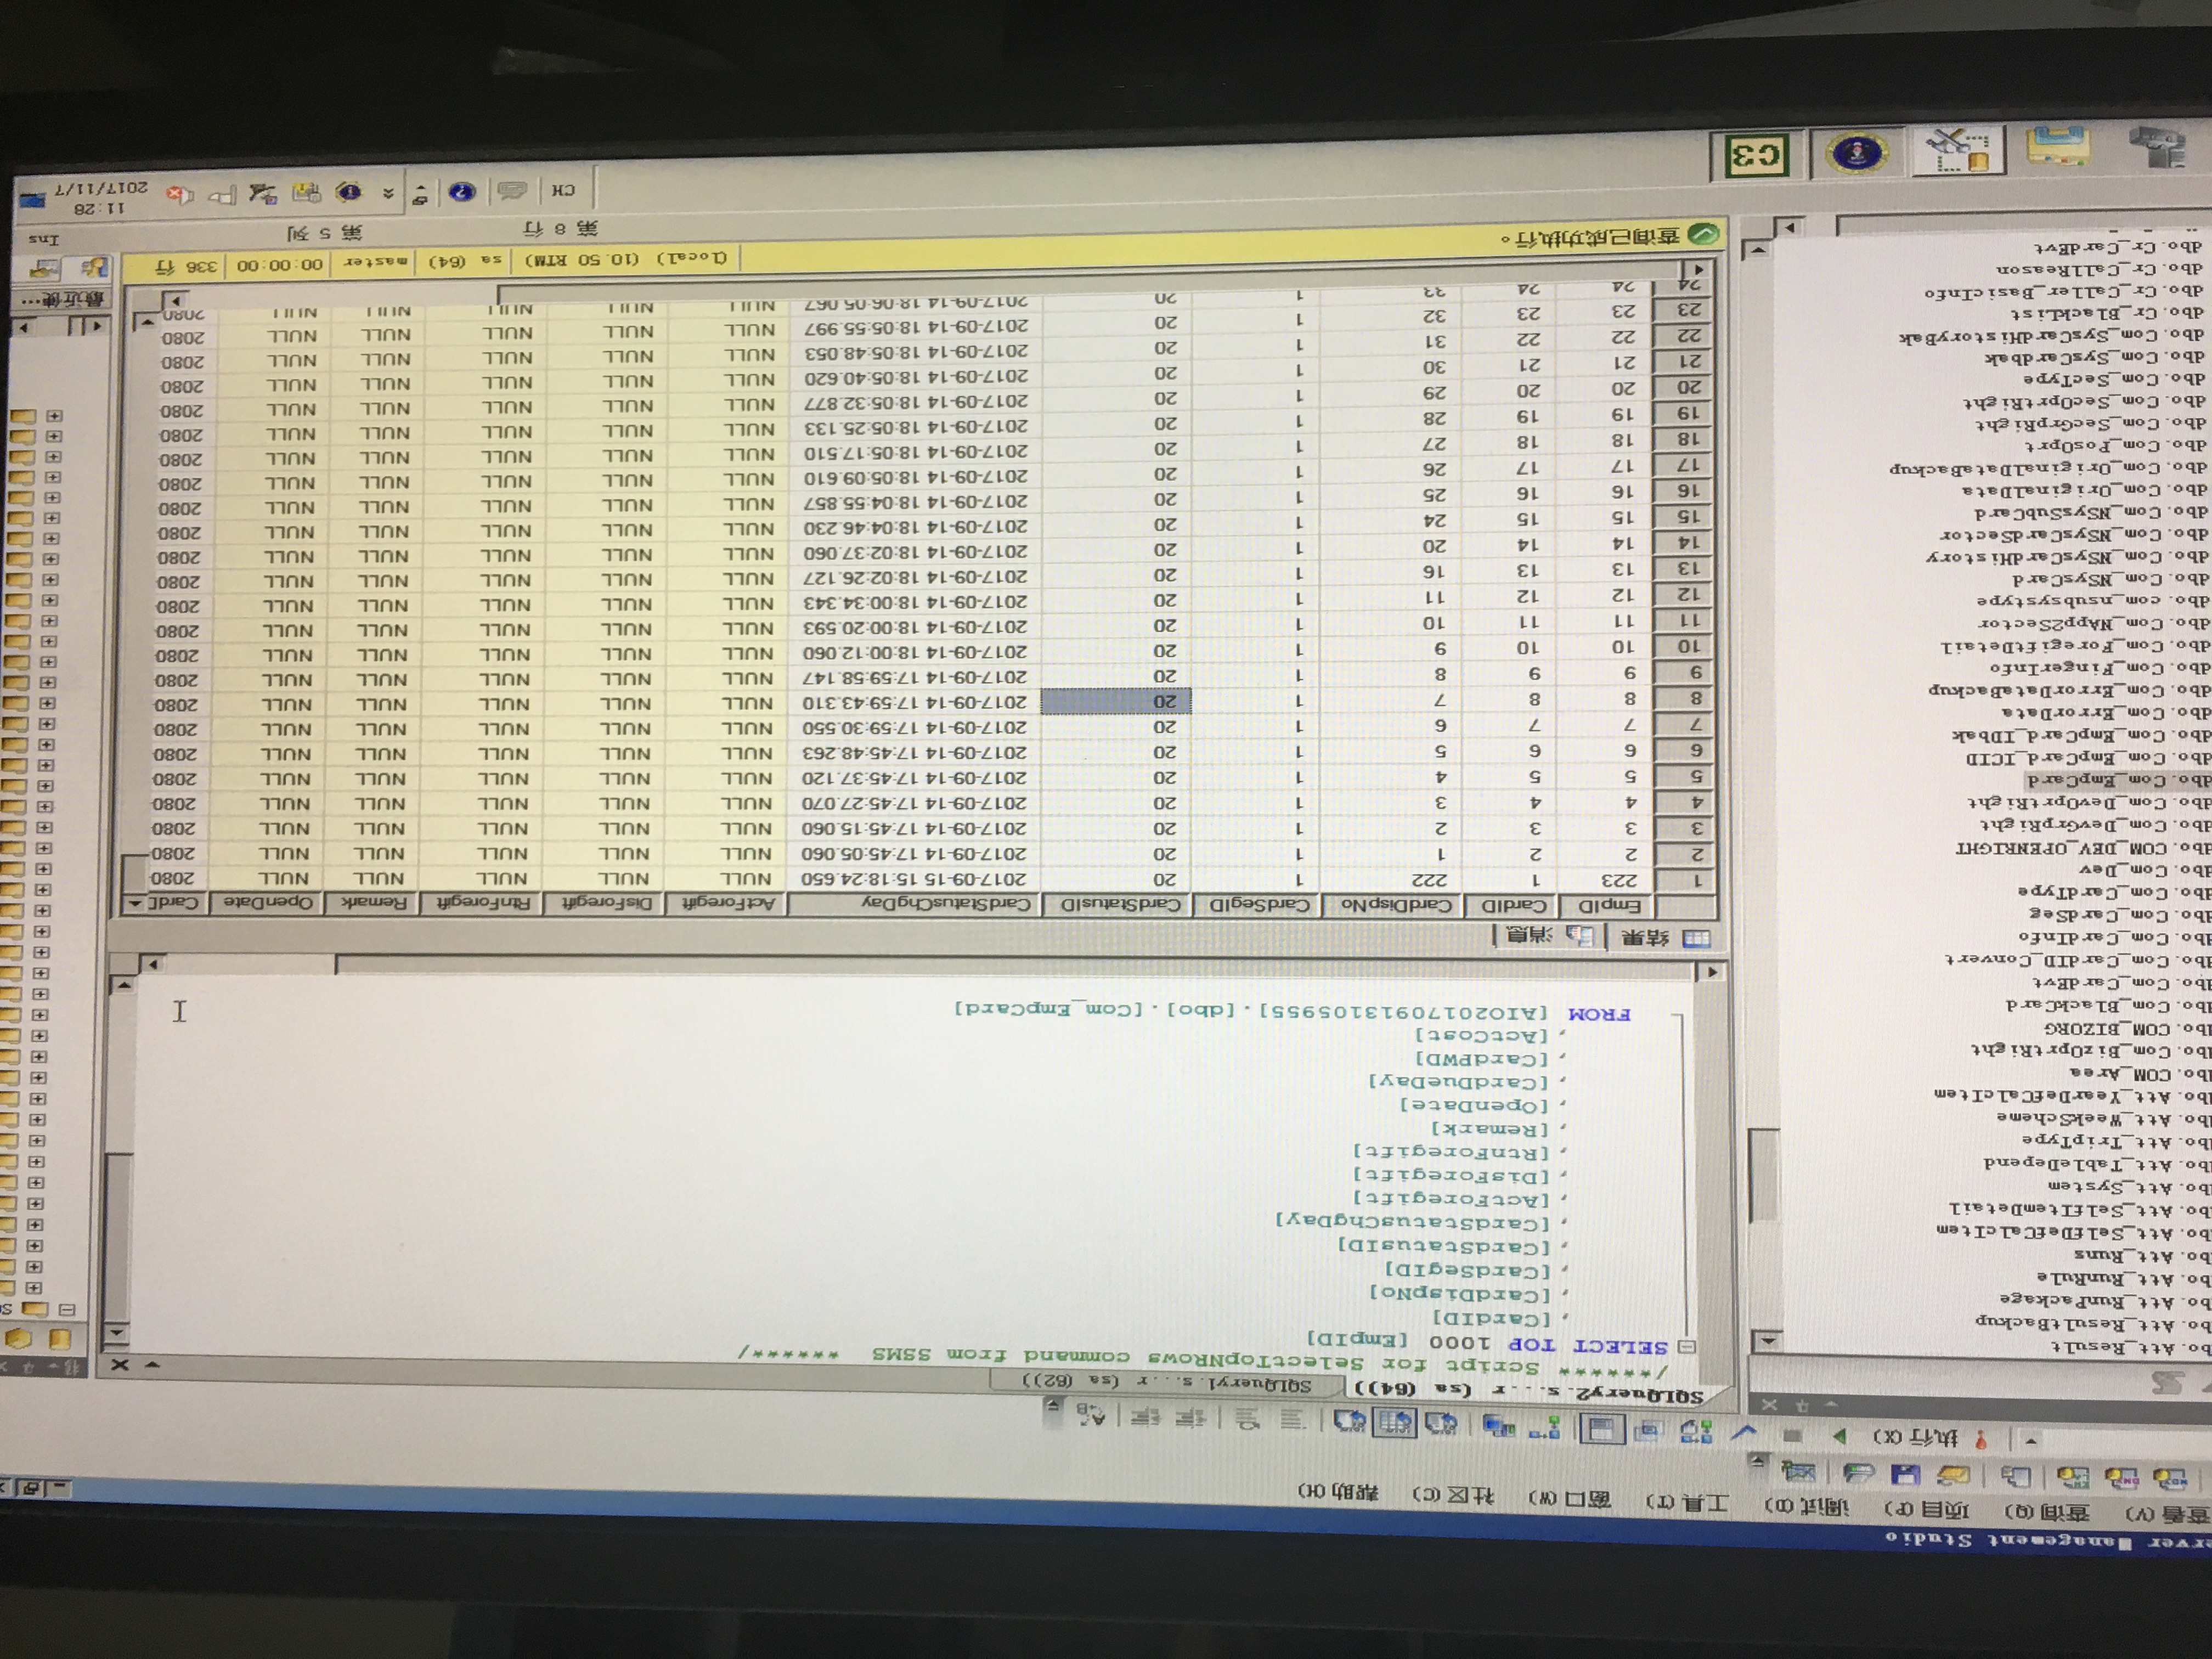 erver Management Studio
查看(V) 查询(Q) 项目(P) 调试(D) 工具(T) 窗口(W) 社区(C) 帮助(H)
执行(X)
SQLQuery2.s...r (sa (64)) SQLQuery1.s...r (sa (62))
/****** Script for SelectTopNRows command from SSMS ******/
SELECT TOP 1000 [EmpID]
,[CardID]
,[CardDispNo]
,[CardSegID]
,[CardStatusID]
,[CardStatusChgDay]
,[ActForegift]
,[DisForegift]
,[RtnForegift]
,[Remark]
,[OpenDate]
,[CardDueDay]
,[CardPWD]
,[ActCost]
FROM [AIO20170913105955].[dbo].[Com_EmpCard]
bo.Att_Result
bo.Att_ResultBackup
bo.Att_RunPackage
bo.Att_RunRule
bo.Att_Runs
bo.Att_SelfDefCalcItem
bo.Att_SelfItemDetail
bo.Att_System
bo.Att_TableDepend
bo.Att_TripType
bo.Att_WeekScheme
bo.Att_YearDefCalcItem
dbo.COM_Area
dbo.Com_BizOprtRight
dbo.COM_BIZORG
dbo.Com_BlackCard
dbo.Com_CardEvt
dbo.Com_CardID_Convert
dbo.Com_CardInfo
dbo.Com_CardSeg
dbo.Com_CardType
dbo.Com_Dev
dbo.COM_DEV_OPENRIGHT
dbo.Com_DevGrpRight
dbo.Com_DevOprtRight
dbo.Com_EmpCard
dbo.Com_EmpCard_ICID
dbo.Com_EmpCard_IDbak
dbo.Com_ErrorData
dbo.Com_ErrorDataBackup
dbo.Com_FingerInfo
dbo.Com_ForegiftDetail
dbo.Com_NApp2Sector
dbo.com_nsubsystype
dbo.Com_NSysCard
dbo.Com_NSysCardHistory
dbo.Com_NSysCardSector
dbo.Com_NSysSubCard
dbo.Com_OriginalData
dbo.Com_OriginalDataBackup
dbo.Com_PosOprt
dbo.Com_SecGrpRight
dbo.Com_SecOprtRight
dbo.Com_SecType
dbo.Com_SysCardbak
dbo.Com_SysCardHistoryBak
dbo.Cr_BlackList
dbo.Cr_Caller_BasicInfo
dbo.Cr_CallReason
dbo.Cr_CardEvt
结果 消息
EmpID CardID CardDispNo CardSegID CardStatusID CardStatusChgDay ActForegift DisForegift RtnForegift Remark OpenDate CardD
1 223 1 222 1 20 2017-09-15 15:18:24.650 NULL NULL NULL NULL NULL 2080
2 2 2 1 1 20 2017-09-14 17:45:05.060 NULL NULL NULL NULL NULL 2080
3 3 3 2 1 20 2017-09-14 17:45:15.060 NULL NULL NULL NULL NULL 2080
4 4 4 3 1 20 2017-09-14 17:45:27.070 NULL NULL NULL NULL NULL 2080
5 5 5 4 1 20 2017-09-14 17:45:37.120 NULL NULL NULL NULL NULL 2080
6 6 6 5 1 20 2017-09-14 17:45:48.263 NULL NULL NULL NULL NULL 2080
7 7 7 6 1 20 2017-09-14 17:59:30.550 NULL NULL NULL NULL NULL 2080
8 8 8 7 1 20 2017-09-14 17:59:43.310 NULL NULL NULL NULL NULL 2080
9 9 9 8 1 20 2017-09-14 17:59:58.147 NULL NULL NULL NULL NULL 2080
10 10 10 9 1 20 2017-09-14 18:00:12.060 NULL NULL NULL NULL NULL 2080
11 11 11 10 1 20 2017-09-14 18:00:20.593 NULL NULL NULL NULL NULL 2080
12 12 12 11 1 20 2017-09-14 18:00:34.343 NULL NULL NULL NULL NULL 2080
13 13 13 16 1 20 2017-09-14 18:02:26.127 NULL NULL NULL NULL NULL 2080
14 14 14 20 1 20 2017-09-14 18:02:37.060 NULL NULL NULL NULL NULL 2080
15 15 15 24 1 20 2017-09-14 18:04:46.230 NULL NULL NULL NULL NULL 2080
16 16 16 25 1 20 2017-09-14 18:04:55.857 NULL NULL NULL NULL NULL 2080
17 17 17 26 1 20 2017-09-14 18:05:09.610 NULL NULL NULL NULL NULL 2080
18 18 18 27 1 20 2017-09-14 18:05:17.510 NULL NULL NULL NULL NULL 2080
19 19 19 28 1 20 2017-09-14 18:05:25.133 NULL NULL NULL NULL NULL 2080
20 20 20 29 1 20 2017-09-14 18:05:32.877 NULL NULL NULL NULL NULL 2080
21 21 21 30 1 20 2017-09-14 18:05:40.620 NULL NULL NULL NULL NULL 2080
22 22 22 31 1 20 2017-09-14 18:05:48.053 NULL NULL NULL NULL NULL 2080
23 23 23 32 1 20 2017-09-14 18:05:55.997 NULL NULL NULL NULL NULL 2080
24 24 24 33 1 20 2017-09-14 18:06:05.067 NULL NULL NULL NULL NULL 2080
最近使…
查询已成功执行。 (local) (10.50 RTM) sa (64) master 00:00:00 336 行
第 8 行 第 5 列 Ins
C3 CH 11:28
2017/11/7